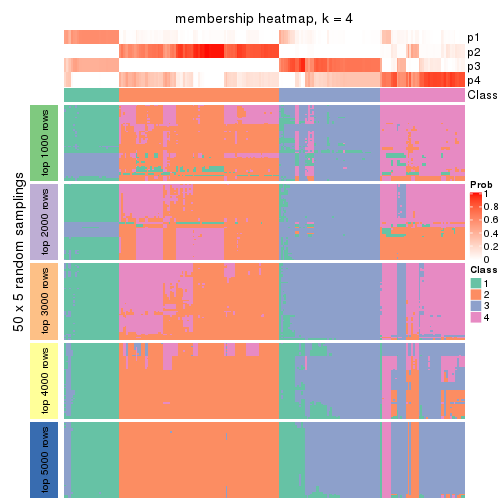 membership heatmap, k = 4
p1
p2
p3
p4
Class
50 x 5 random samplings
top 1000 rows
top 2000 rows
top 3000 rows
top 4000 rows
top 5000 rows
Prob
1
0.8
0.6
0.4
0.2
0
Class
1
2
3
4